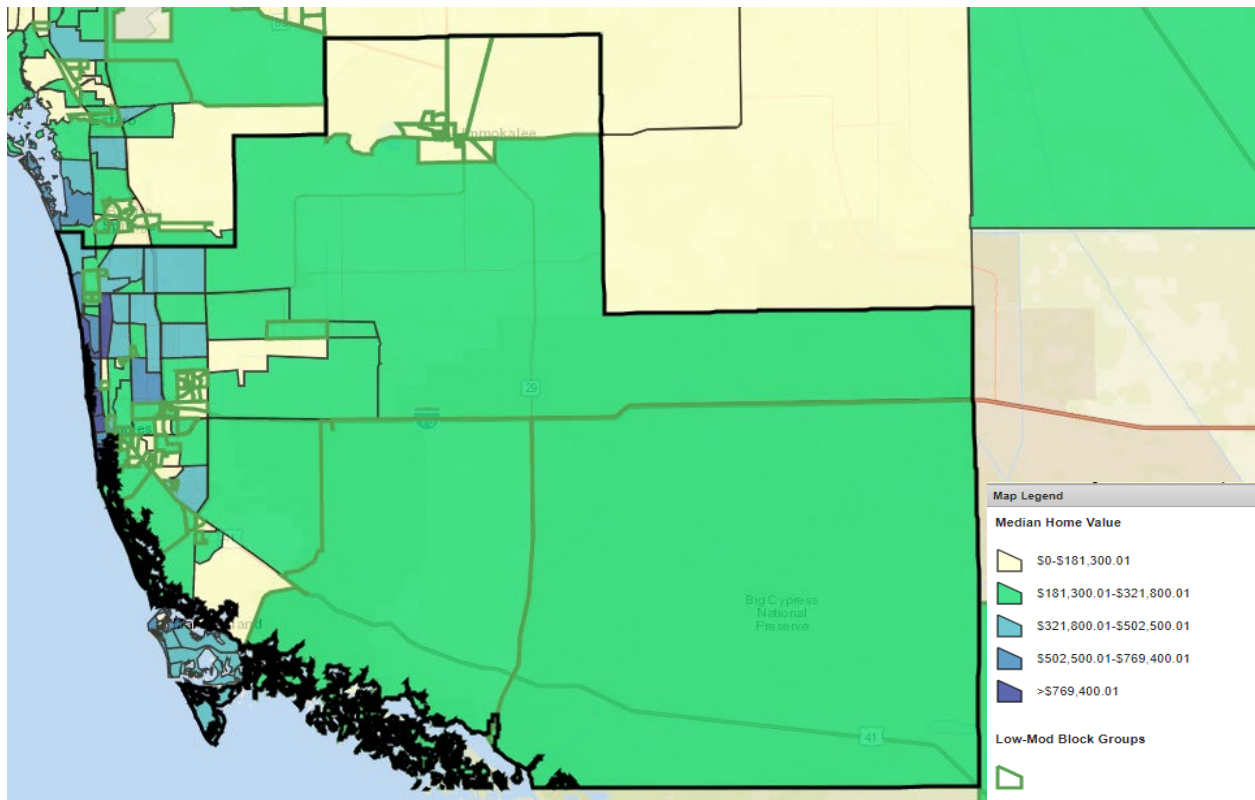 Immokalee
29
75
Big Cypress
National
Preserve
41
Map Legend
Median Home Value
$0-$181,300.01
$181,300.01-$321,800.01
$321,800.01-$502,500.01
$502,500.01-$769,400.01
>$769,400.01
Low-Mod Block Groups